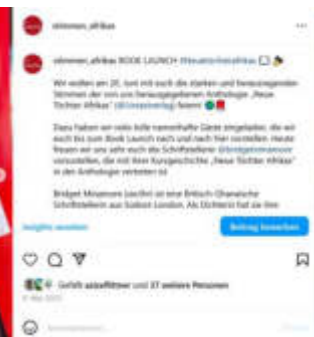 stimmen_afrikas
stimmen_afrikas BOOK LAUNCH
Wir wollen am 20. Juni mit euch die starken und herausragenden
Stimmen der von uns herausgegebenen Anthologie „Neue
Töchter Afrikas" feiern!
Dazu haben wir viele tolle namenhafte Gäste eingeladen, die wir
euch bis zum Book Launch nach und nach hier vorstellen. Heute
freuen wir uns sehr euch die Schriftstellerin
vorzustellen, die mit ihrer Kurzgeschichte „Neue Töchter Afrikas"
in der Anthologie vertreten ist.
Bridget Minamore ist eine Britisch-Ghanaische
Schriftstellerin aus Südost-London. Als Dichterin hat sie ihre
Insights ansehen
Beitrag bewerben
Gefällt und 37 weitere Personen